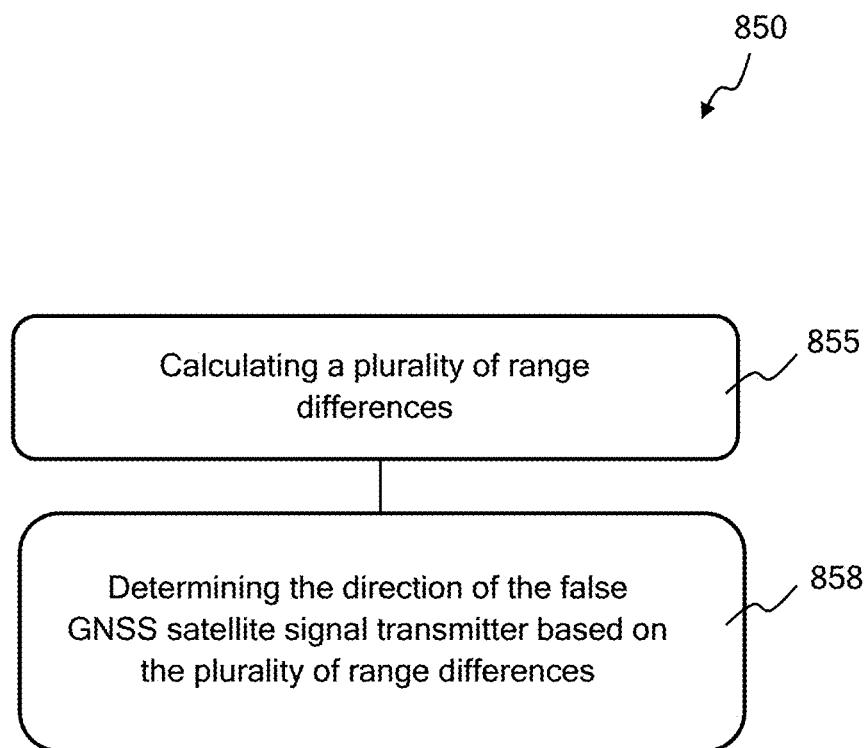 850
Calculating a plurality of range
differences
855
Determining the direction of the false
GNSS satellite signal transmitter based on
the plurality of range differences
858